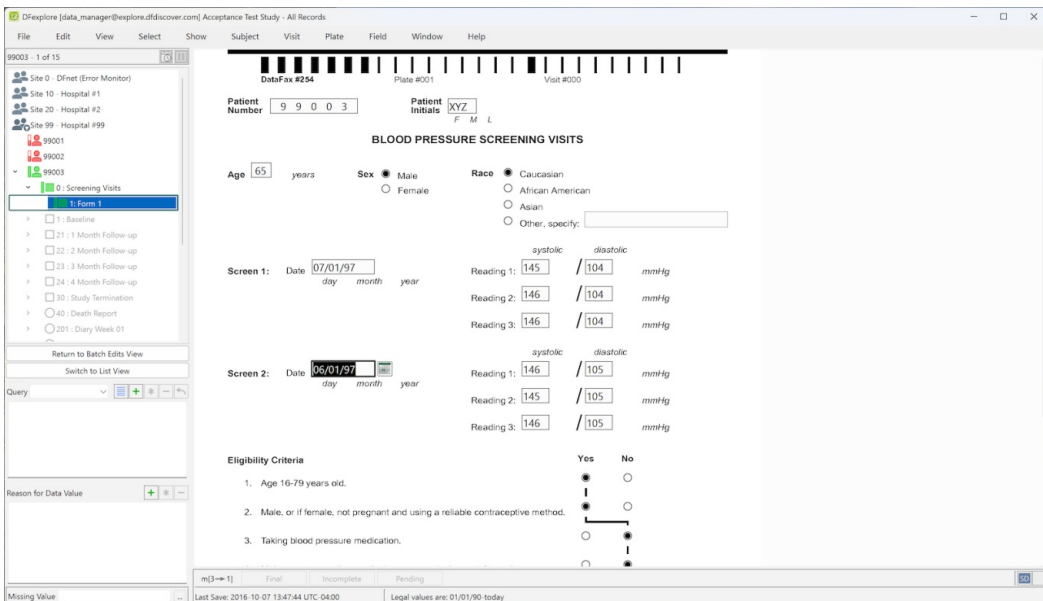 DFexplore [data_manager@explore.dfdiscover.com] Acceptance Test Study - All Records
File Edit View Select Show Subject Visit Plate Field Window Help
99003 - 1 of 15
Site 0 - DFnet (Error Monitor)
Site 10 - Hospital #1
Site 20 - Hospital #2
Site 99 - Hospital #99
99001
99002
99003
0 : Screening Visits
1: Form 1
1 : Baseline
21 : 1 Month Follow-up
22 : 2 Month Follow-up
23 : 3 Month Follow-up
24 : 4 Month Follow-up
30 : Study Termination
40 : Death Report
201 : Diary Week 01
Return to Batch Edits View
Switch to List View
Query
Reason for Data Value
Missing Value
DataFax #254 Plate #001 Visit #000
Patient Number 9 9 0 0 3 Patient Initials XYZ
F M L
BLOOD PRESSURE SCREENING VISITS
Age 65 years Sex Male Race Caucasian
Female African American
Asian
Other, specify:
systolic diastolic
Screen 1: Date 07/01/97 Reading 1: 145 / 104 mmHg
day month year
Reading 2: 146 / 104 mmHg
Reading 3: 146 / 104 mmHg
systolic diastolic
Screen 2: Date 06/01/97 Reading 1: 146 / 105 mmHg
day month year
Reading 2: 145 / 105 mmHg
Reading 3: 146 / 105 mmHg
Eligibility Criteria Yes No
1. Age 16-79 years old.
2. Male, or if female, not pregnant and using a reliable contraceptive method.
3. Taking blood pressure medication.
m[3→1] Final Incomplete Pending SD
Last Save: 2016-10-07 13:47:44 UTC-04:00 Legal values are: 01/01/90-today